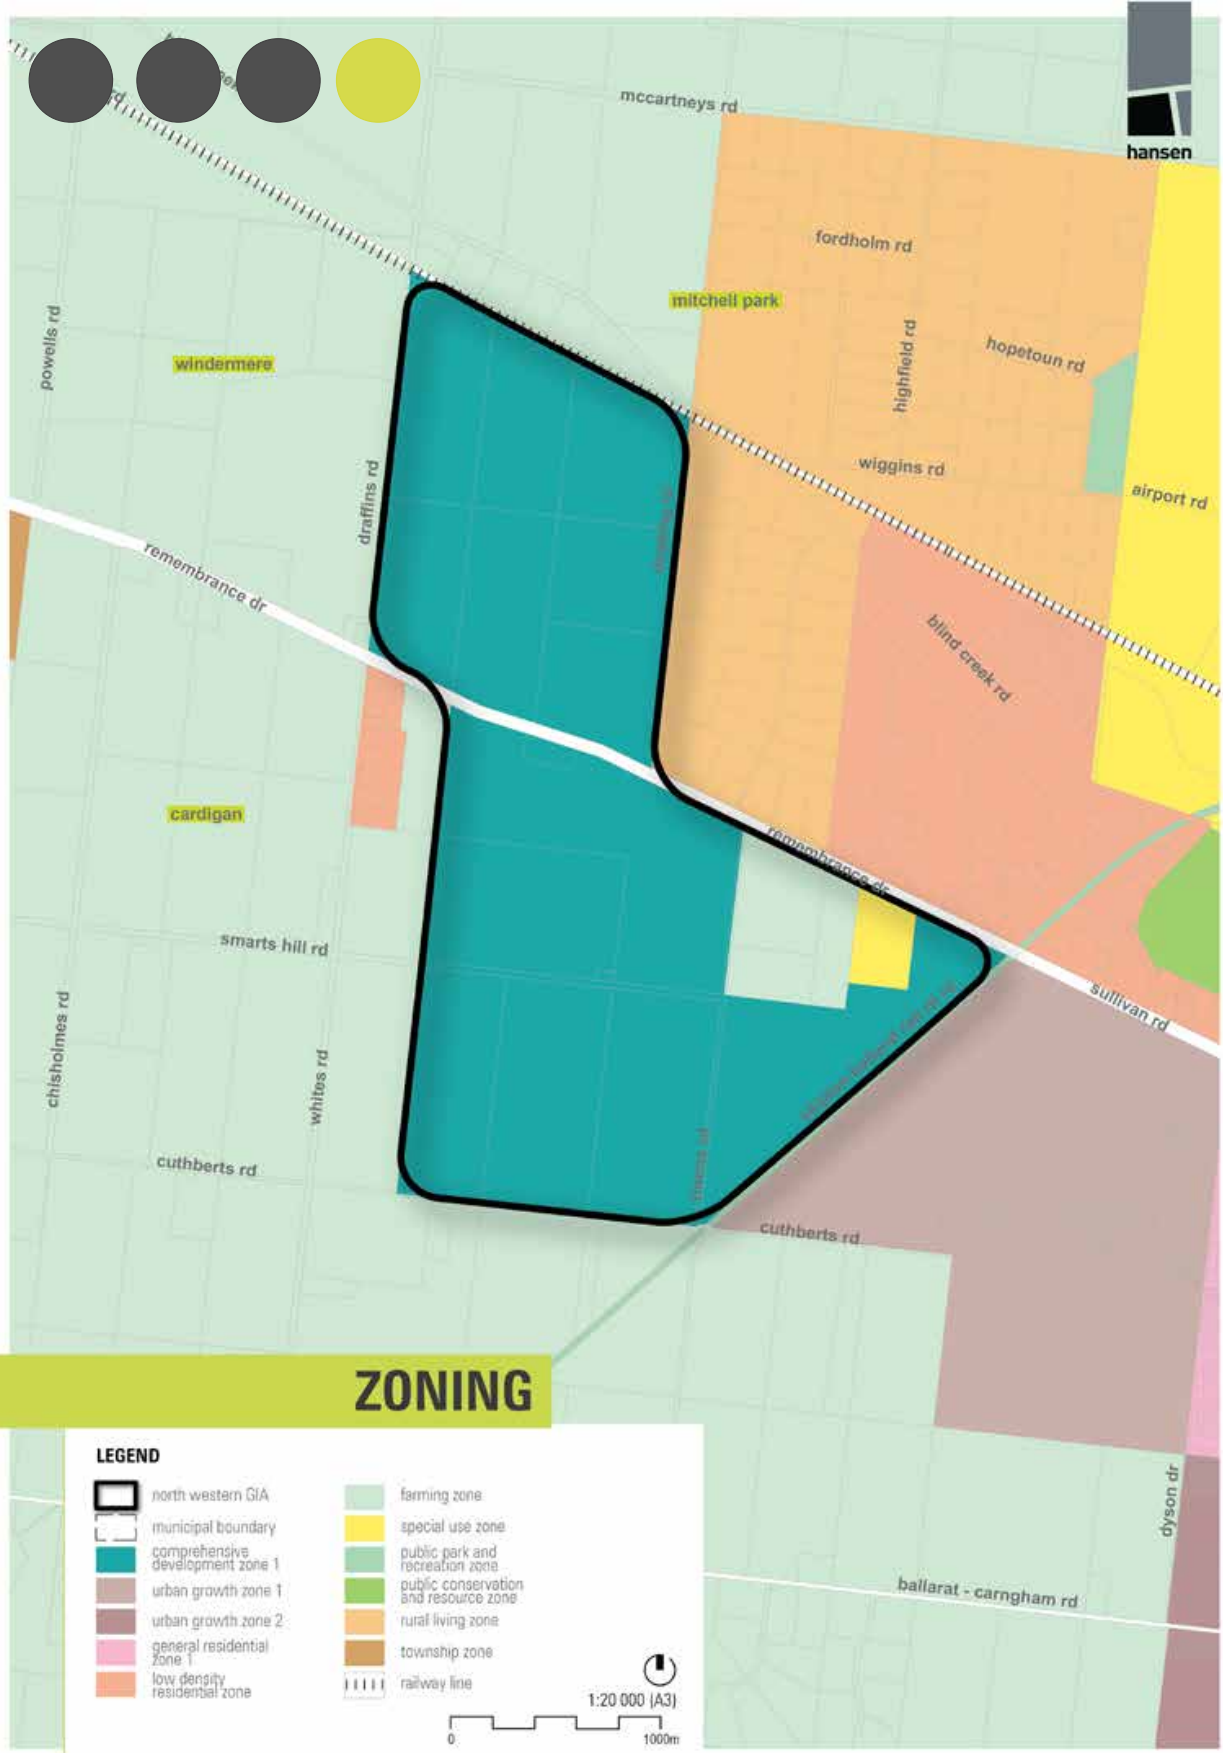 mccartneys rd
hansen
fordholm rd
mitchell park
powells rd
highfield rd
hopetoun rd
windermere
wiggins rd
airport rd
draffins rd
remembrance dr
blind creek rd
cardigan
remembrance dr
smarts hill rd
sullivan rd
chisholmes rd
whites rd
cuthberts rd
cuthberts rd
ZONING
LEGEND
north western GIA
municipal boundary
comprehensive
development zone 1
urban growth zone 1
urban growth zone 2
general residential
zone 1
low density
residential zone
farming zone
special use zone
public park and
recreation zone
public conservation
and resource zone
rural living zone
township zone
railway line
1:20 000 (A3)
0 1000m
dyson dr
ballarat - carngham rd